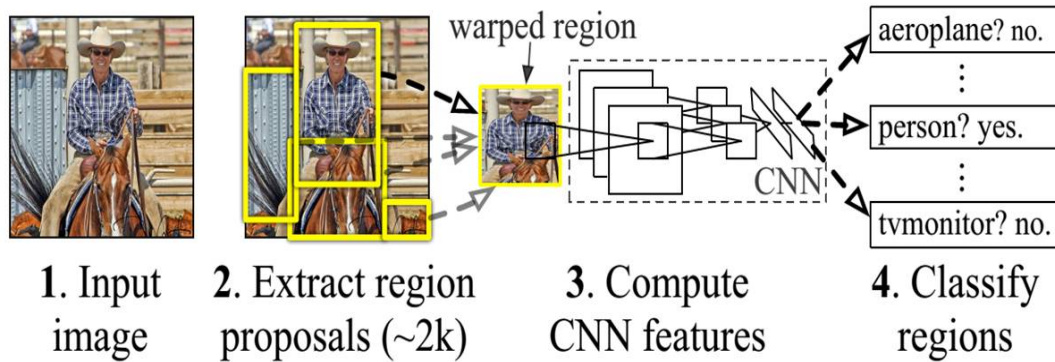 warped region
aeroplane? no.
⋮
person? yes.
⋮
tvmonitor? no.
CNN
1. Input
image
2. Extract region
proposals (~2k)
3. Compute
CNN features
4. Classify
regions